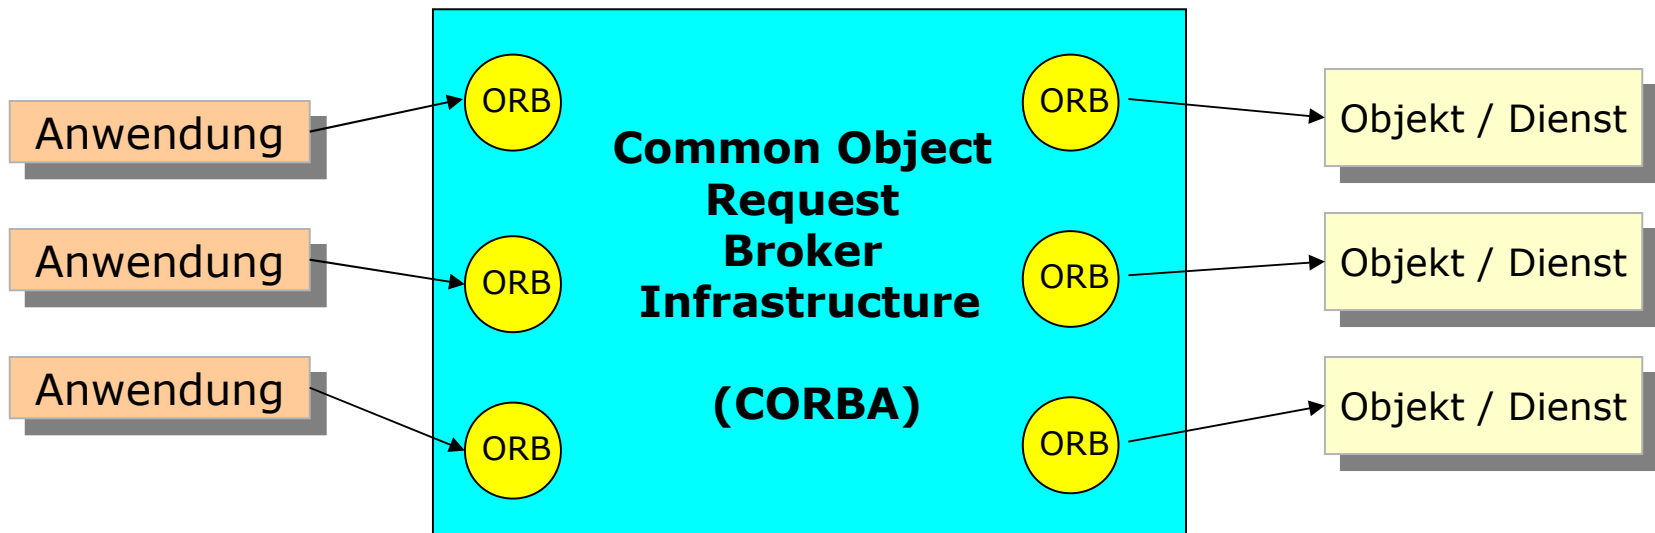 Anwendung
Anwendung
Anwendung
ORB
ORB
ORB
Common Object
Request
Broker
Infrastructure
(CORBA)
ORB
ORB
ORB
Objekt / Dienst
Objekt / Dienst
Objekt / Dienst